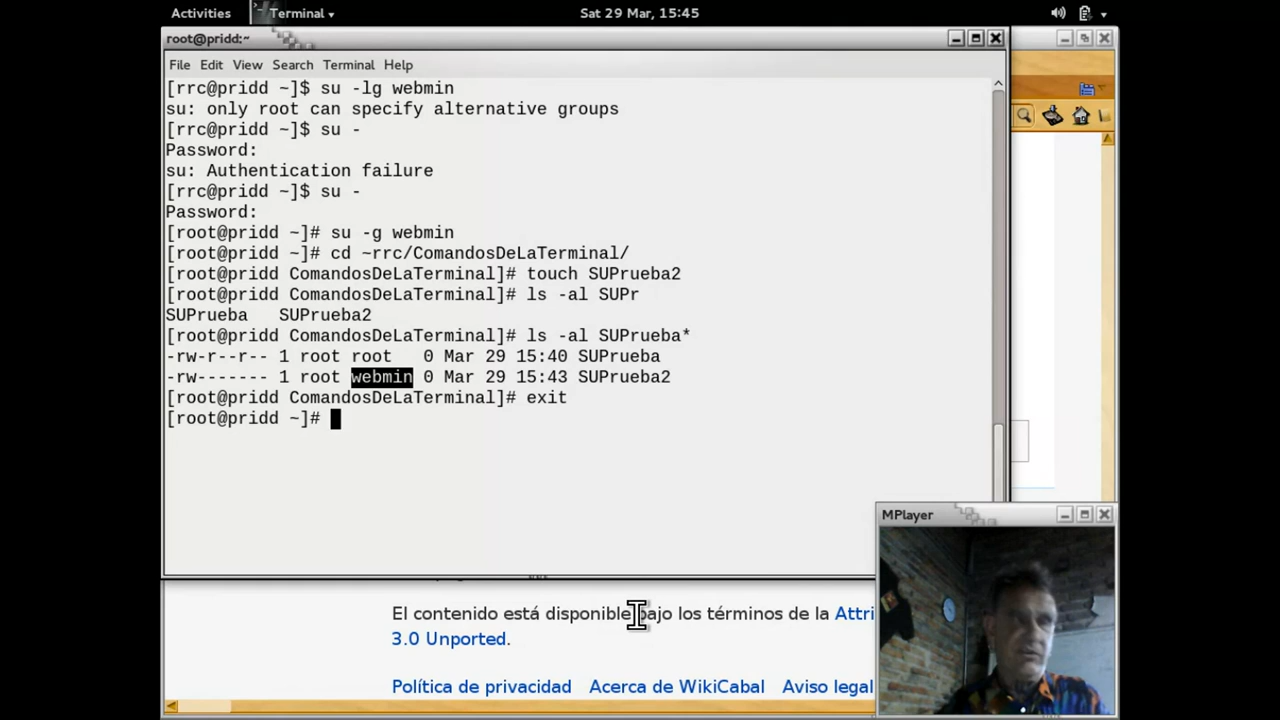 Activities
Terminal
Sat 29 Mar, 15:45
root@pridd:~
File Edit View Search Terminal Help
[rrc@pridd ~]$ su -lg webmin
su: only root can specify alternative groups
[rrc@pridd ~]$ su -
Password:
su: Authentication failure
[rrc@pridd ~]$ su -
Password:
[root@pridd ~]# su -g webmin
[root@pridd ~]# cd ~rrc/ComandosDeLaTerminal/
[root@pridd ComandosDeLaTerminal]# touch SUPrueba2
[root@pridd ComandosDeLaTerminal]# ls -al SUPr
SUPrueba   SUPrueba2
[root@pridd ComandosDeLaTerminal]# ls -al SUPrueba*
-rw-r--r-- 1 root root   0 Mar 29 15:40 SUPrueba
-rw------- 1 root webmin 0 Mar 29 15:43 SUPrueba2
[root@pridd ComandosDeLaTerminal]# exit
[root@pridd ~]#
MPlayer
El contenido está disponible bajo los términos de la Attri
3.0 Unported.
Política de privacidad Acerca de WikiCabal Aviso legal